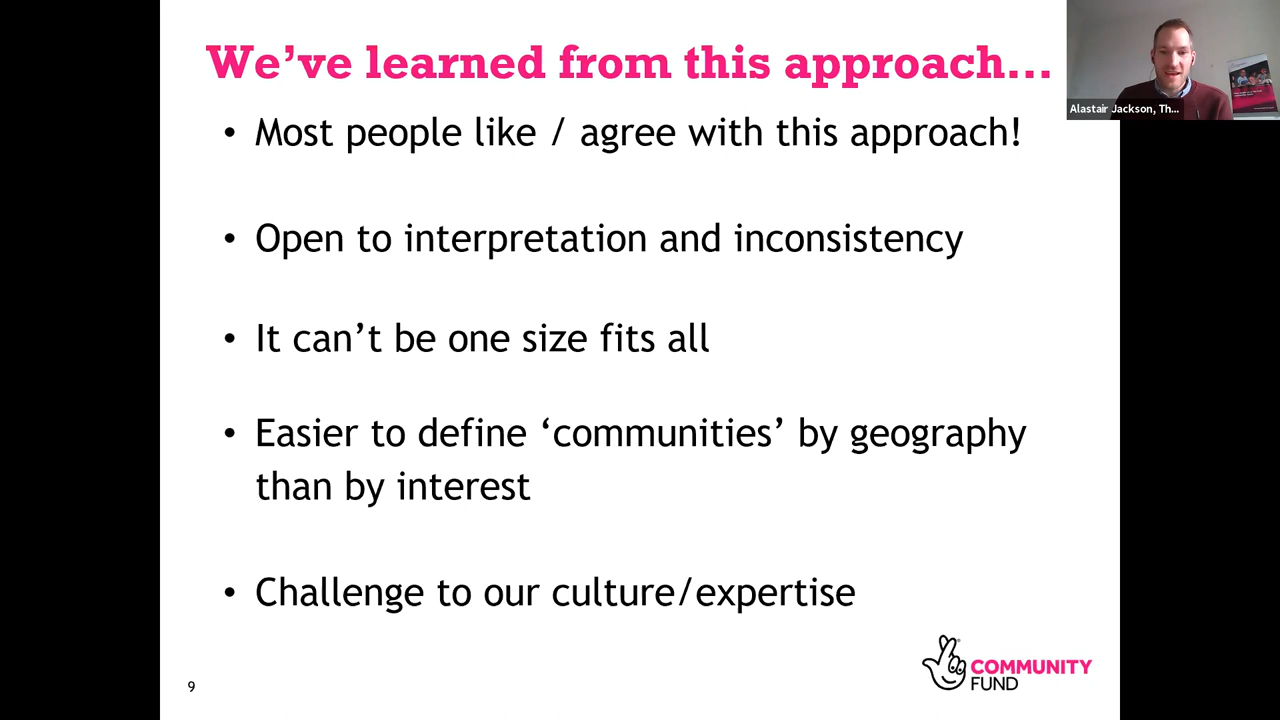 We’ve learned from this approach...
• Most people like / agree with this approach!
• Open to interpretation and inconsistency
• It can’t be one size fits all
• Easier to define ‘communities’ by geography
than by interest
• Challenge to our culture/expertise
9
COMMUNITY
FUND
Alastair Jackson, Th...